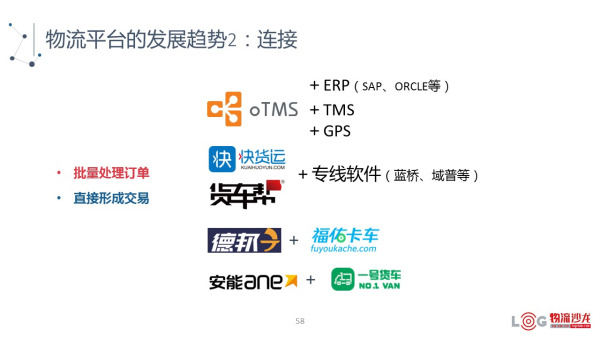 物流平台的发展趋势2：连接
+ ERP（SAP、ORCLE等）
oTMS
+ TMS
+ GPS
快 快货运
KUAIHUOYUN.COM
• 批量处理订单
+ 专线软件（蓝桥、域普等）
• 直接形成交易
货车帮
德邦 + 福佑卡车
fuyoukache.com
安能ane + 一号货车
NO.1 VAN
58
LOG 物流沙龙